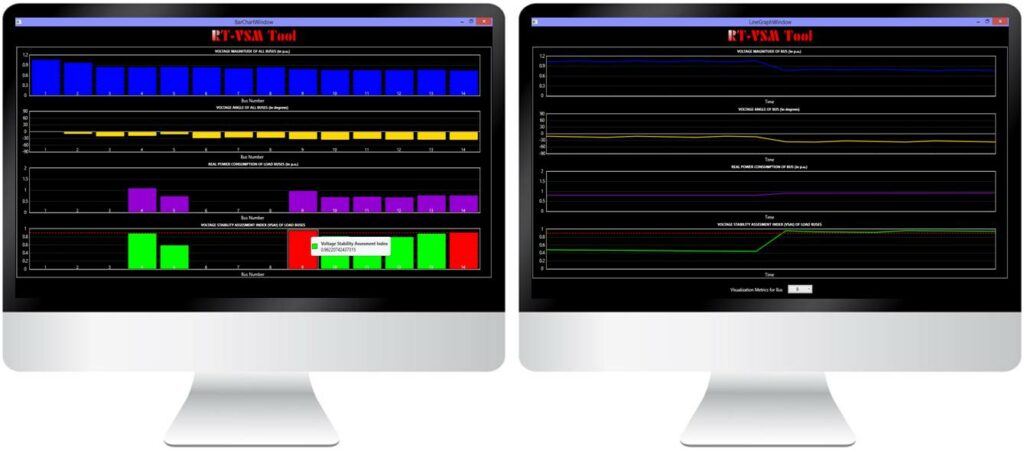 BarChartWindow
RT-VSM Tool
VOLTAGE MAGNITUDE OF ALL BUSES (in p.u.)
1.2
0.9
0.6
0.3
0
1 2 3 4 5 6 7 8 9 10 11 12 13 14
Bus Number
VOLTAGE ANGLE OF ALL BUSES (in degrees)
90
60
30
0
-30
-60
-90
1 2 3 4 5 6 7 8 9 10 11 12 13 14
Bus Number
REAL POWER CONSUMPTION OF LOAD BUSES (in p.u.)
2
1.5
1
0.5
0
1 2 3 4 5 6 7 8 9 10 11 12 13 14
Bus Number
VOLTAGE STABILITY ASSESMENT INDEX (VSAI) OF LOAD BUSES
1
0.8
0.6
0.4
0.2
0
Voltage Stability Assesment Index
1 2 3 4 5 6 7 8 9 10 11 12 13 14
Bus Number
LineGraphWindow
RT-VSM Tool
VOLTAGE MAGNITUDE OF BUS (in p.u.)
1.2
0.9
0.6
0.3
0
Time
VOLTAGE ANGLE OF BUS (in degrees)
90
60
30
0
-30
-60
-90
Time
REAL POWER CONSUMPTION OF BUS (in p.u.)
2
1.5
1
0.5
0
Time
VOLTAGE STABILITY ASSESMENT INDEX (VSAI) OF LOAD BUSES
1
0.8
0.6
0.4
0.2
0
Time
Visualization Metrics for Bus